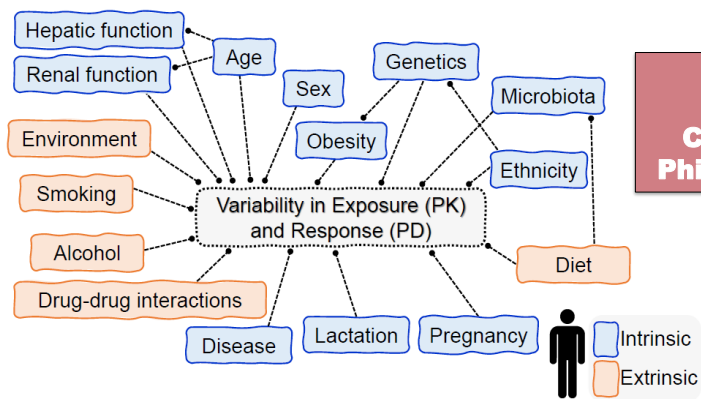 Hepatic function
Age
Genetics
Renal function
Sex
Microbiota
Environment
Obesity
Ethnicity
Smoking
Variability in Exposure (PK)
and Response (PD)
Alcohol
Diet
Drug-drug interactions
Disease
Lactation
Pregnancy
Intrinsic
Extrinsic